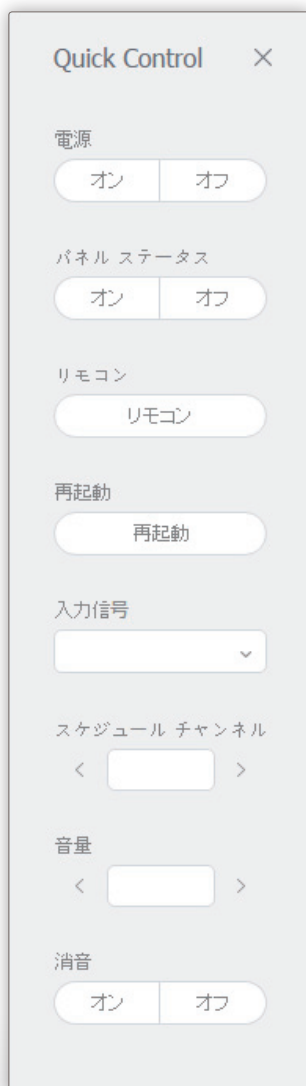 Quick Control ×
電源
オン オフ
パネル ステータス
オン オフ
リモコン
リモコン
再起動
再起動
入力信号
スケジュール チャンネル
< >
音量
< >
消音
オン オフ